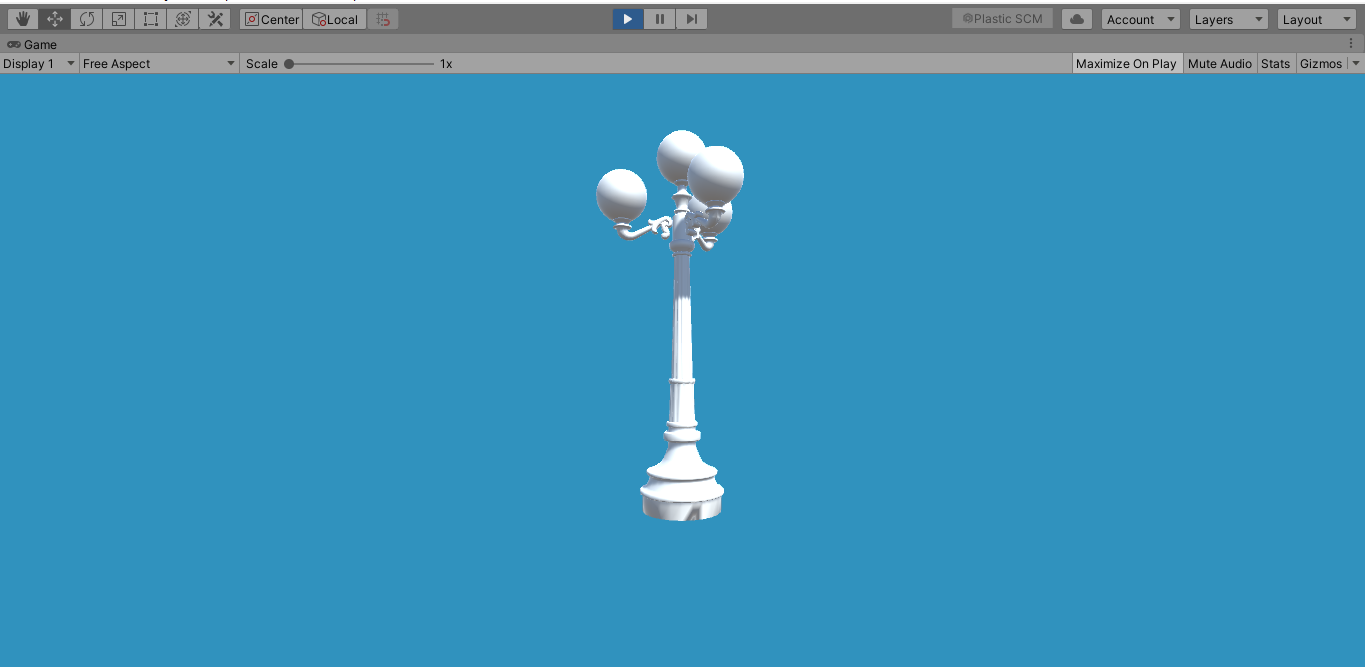 Center Local Plastic SCM Account Layers Layout
Game
Display 1 Free Aspect Scale 1x Maximize On Play Mute Audio Stats Gizmos